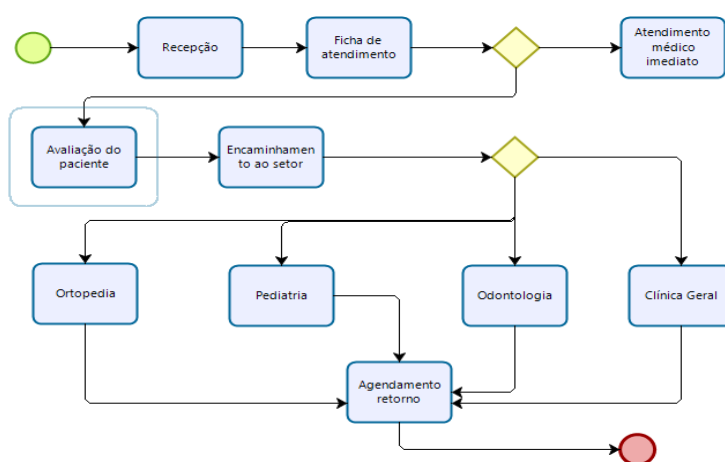 Recepção
Ficha de
atendimento
Atendimento
médico
imediato
Avaliação do
paciente
Encaminhamen
to ao setor
Ortopedia
Pediatria
Odontologia
Clínica Geral
Agendamento
retorno